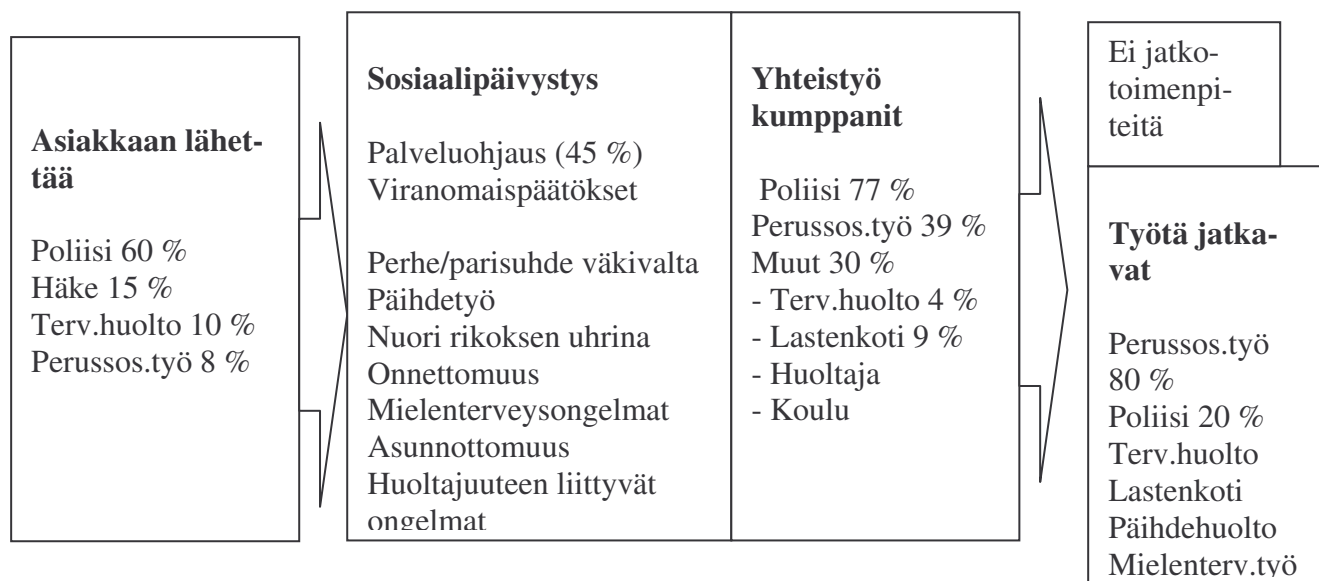 Asiakkaan lähet-
tää
Poliisi 60 %
Häke 15 %
Terv.huolto 10 %
Perussos.työ 8 %
Sosiaalipäivystys
Palveluohjaus (45 %)
Viranomaispäätökset
Perhe/parisuhde väkivalta
Päihdetyö
Nuori rikoksen uhrina
Onnettomuus
Mielenterveysongelmat
Asunnottomuus
Huoltajuuteen liittyvät
ongelmat
Yhteistyö
kumppanit
Poliisi 77 %
Perussos.työ 39 %
Muut 30 %
- Terv.huolto 4 %
- Lastenkoti 9 %
- Huoltaja
- Koulu
Ei jatko-
toimenpi-
teitä
Työtä jatka-
vat
Perussos.työ
80 %
Poliisi 20 %
Terv.huolto
Lastenkoti
Päihdehuolto
Mielenterv.työ